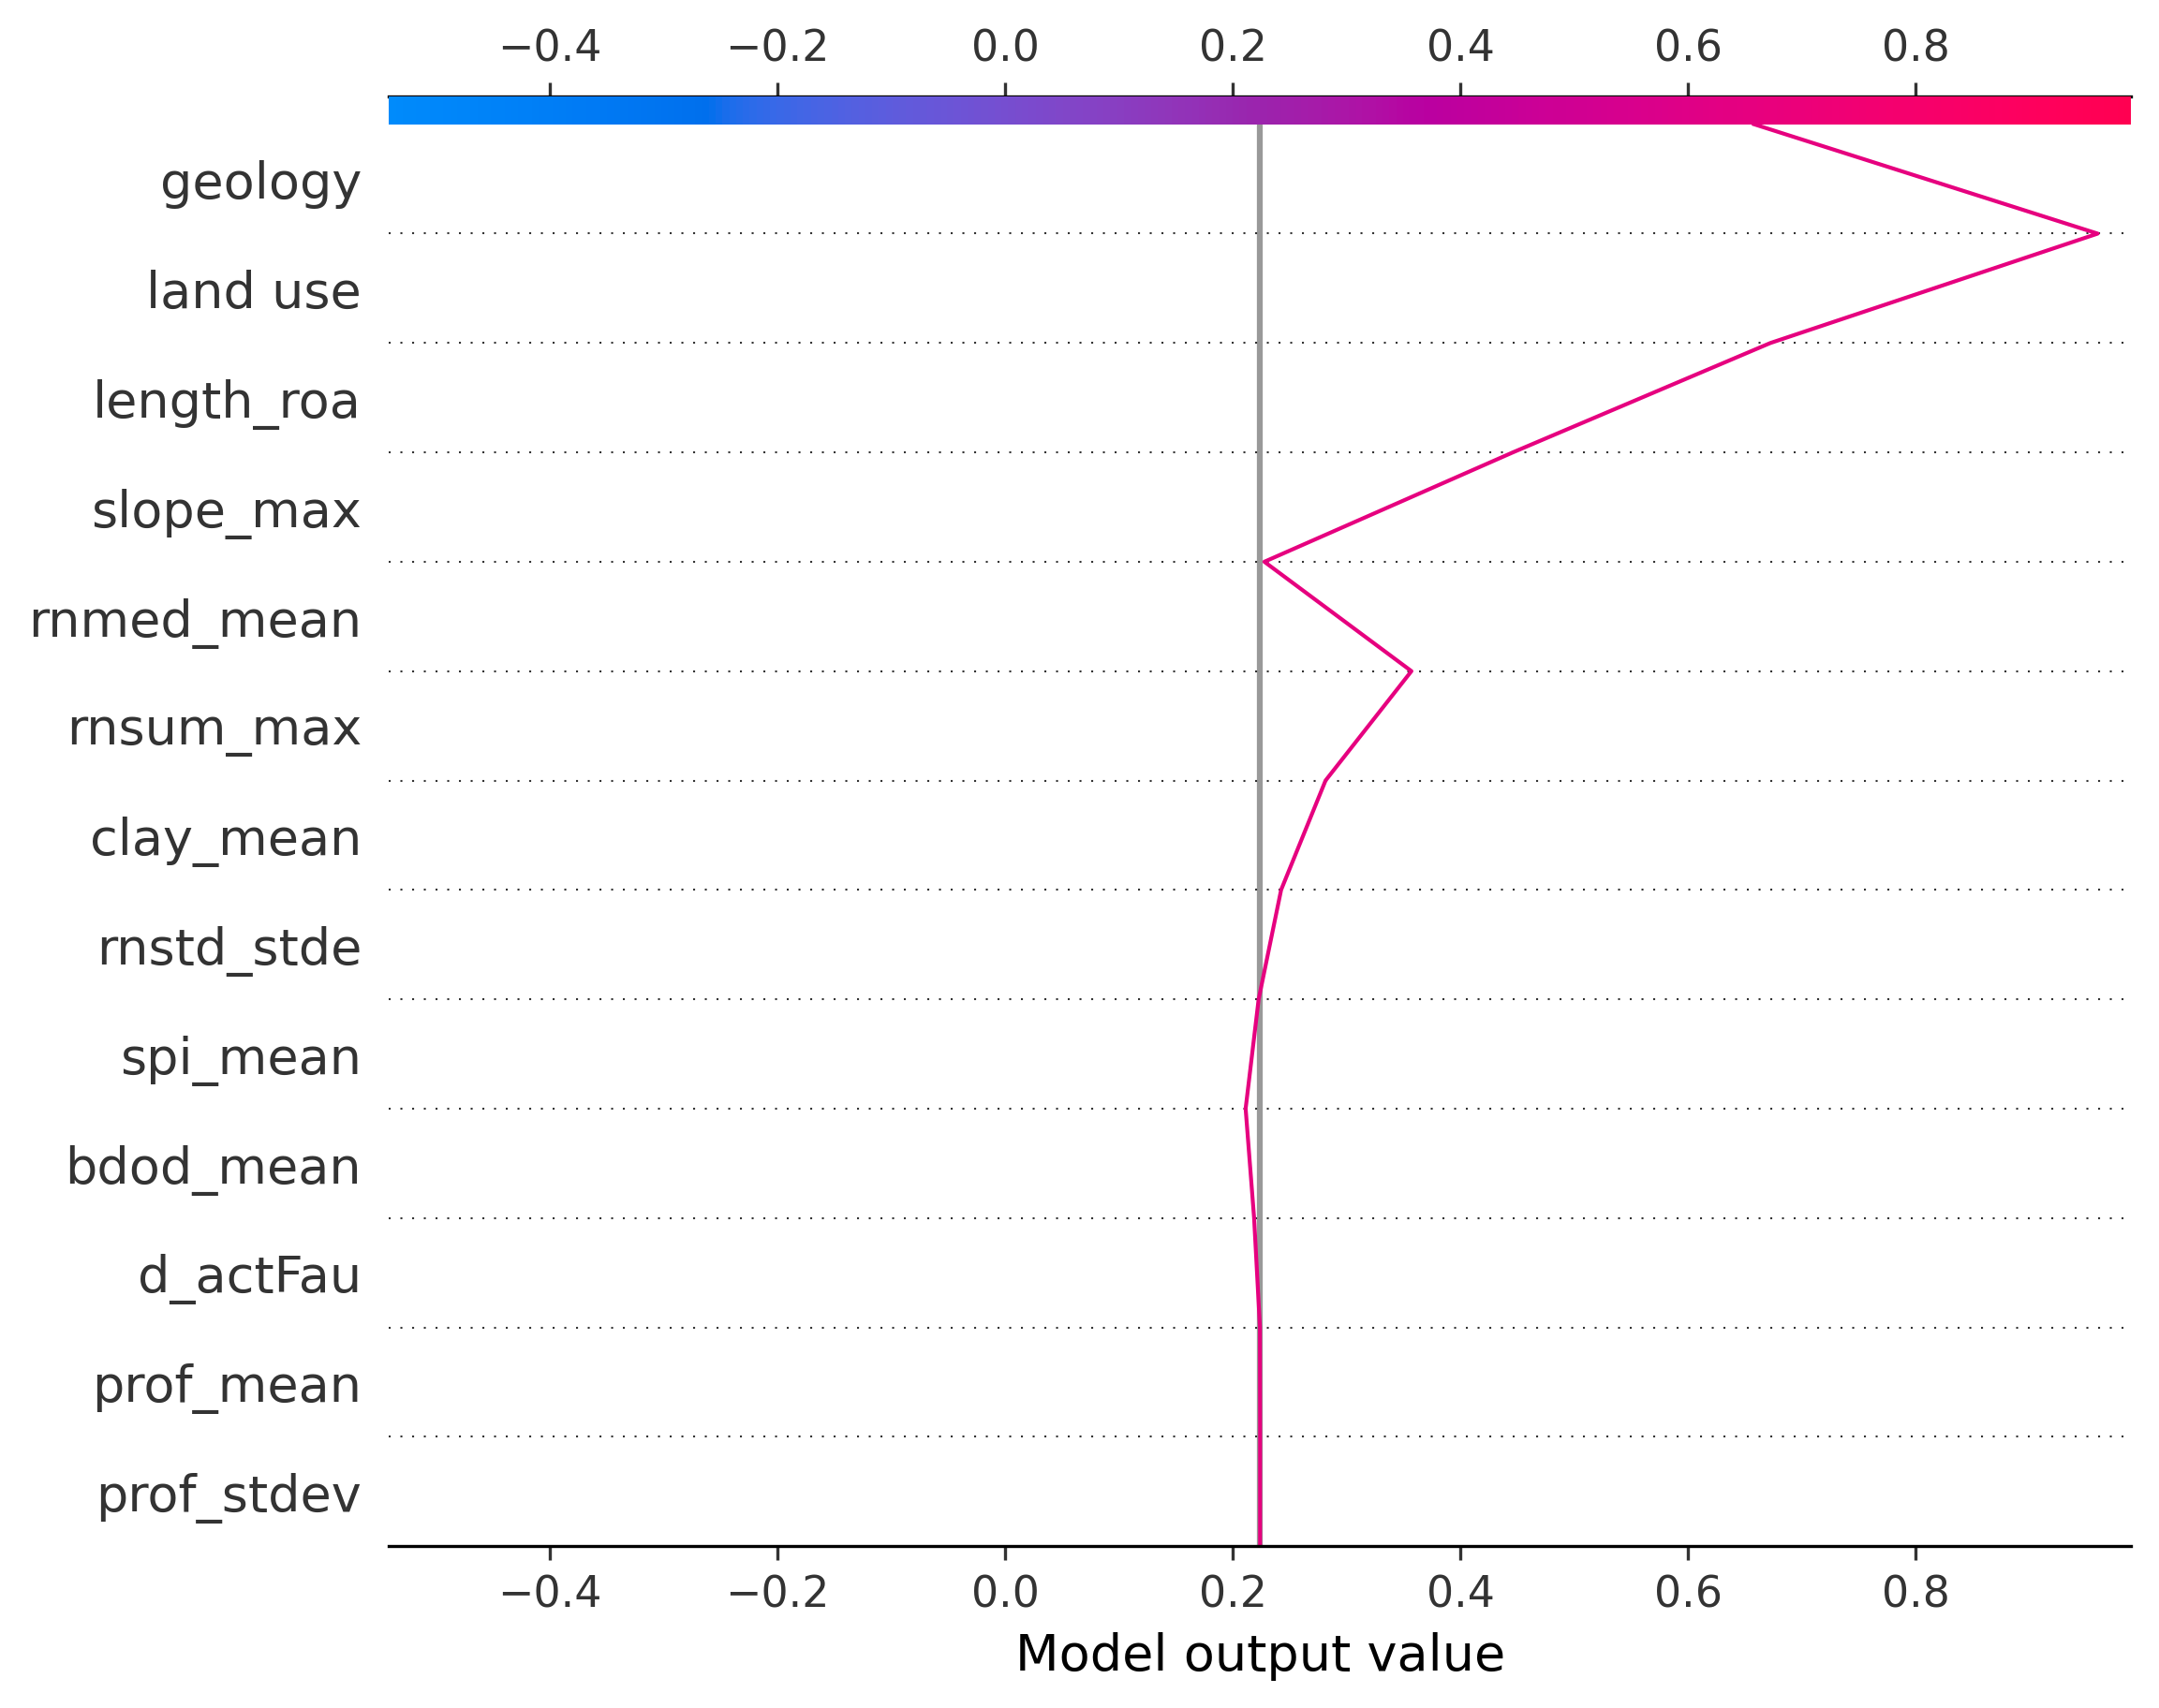 −0.4 −0.2 0.0 0.2 0.4 0.6 0.8
geology
land use
length_roa
slope_max
rnmed_mean
rnsum_max
clay_mean
rnstd_stde
spi_mean
bdod_mean
d_actFau
prof_mean
prof_stdev
−0.4 −0.2 0.0 0.2 0.4 0.6 0.8
Model output value